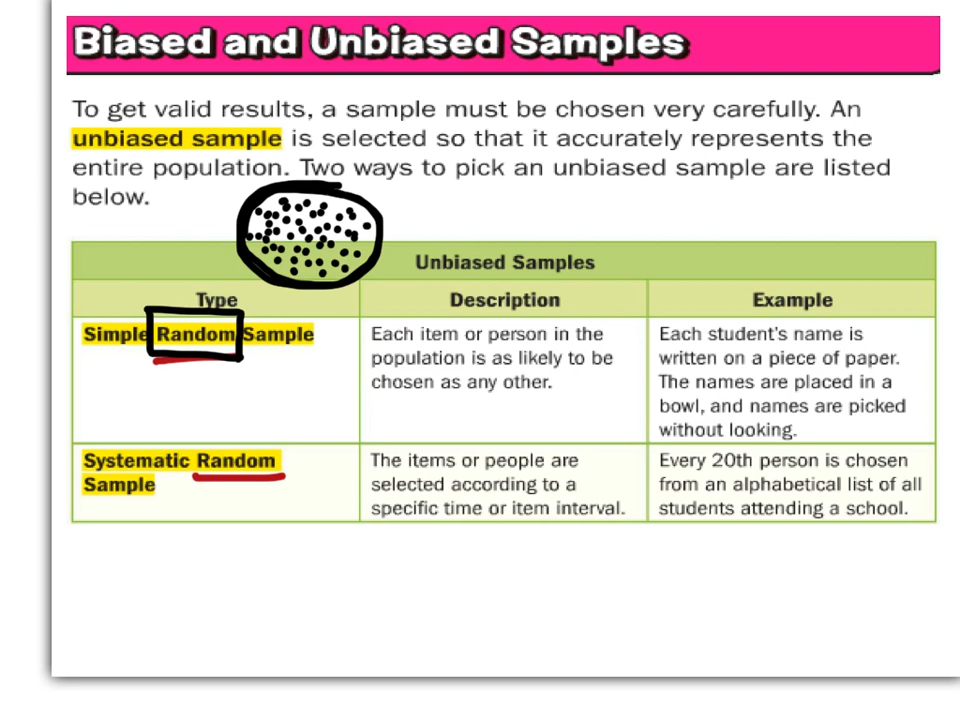 Biased and Unbiased Samples
To get valid results, a sample must be chosen very carefully. An
unbiased sample is selected so that it accurately represents the
entire population. Two ways to pick an unbiased sample are listed
below.
Unbiased Samples
Type Description Example
Simple Random Sample
Each item or person in the
population is as likely to be
chosen as any other.
Each student's name is
written on a piece of paper.
The names are placed in a
bowl, and names are picked
without looking.
Systematic Random
Sample
The items or people are
selected according to a
specific time or item interval.
Every 20th person is chosen
from an alphabetical list of all
students attending a school.